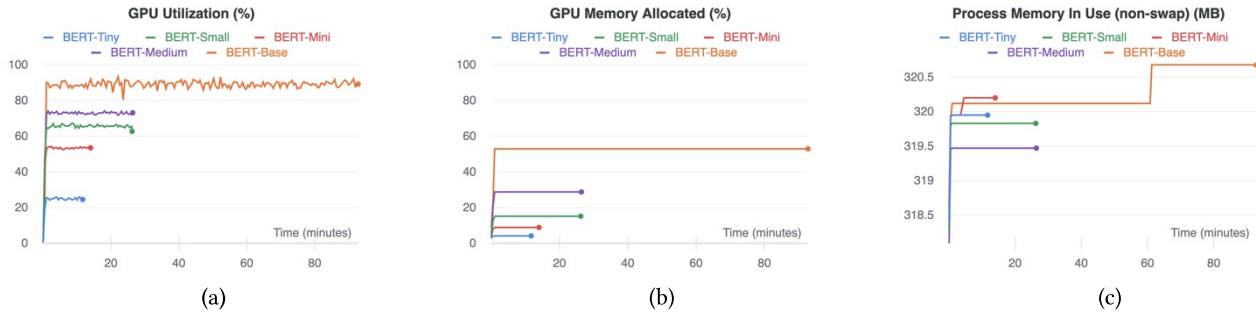 GPU Utilization (%)
BERT-Tiny BERT-Small BERT-Mini
BERT-Medium BERT-Base
100
80
60
40
20
0
Time (minutes)
20 40 60 80
(a)
GPU Memory Allocated (%)
BERT-Tiny BERT-Small BERT-Mini
BERT-Medium BERT-Base
100
80
60
40
20
0
Time (minutes)
20 40 60 80
(b)
Process Memory In Use (non-swap) (MB)
BERT-Tiny BERT-Small BERT-Mini
BERT-Medium BERT-Base
320.5
320
319.5
319
318.5
Time (minutes)
20 40 60 80
(c)